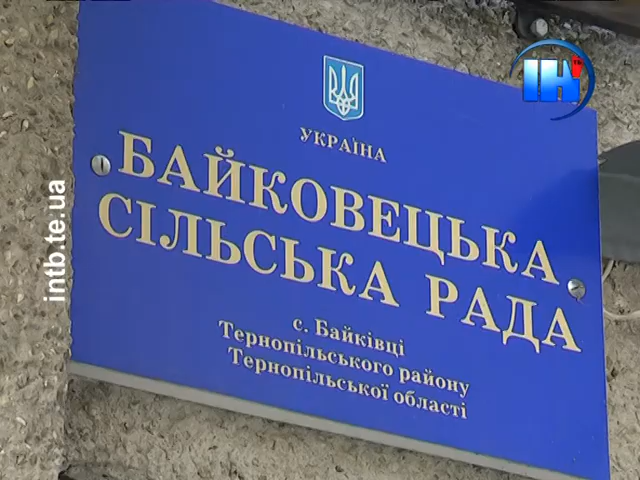 УКРАЇНА
БАЙКОВЕЦЬКА
СІЛЬСЬКА РАДА
с. Байківці
Тернопільського району
Тернопільської області
intb.te.ua
ІН